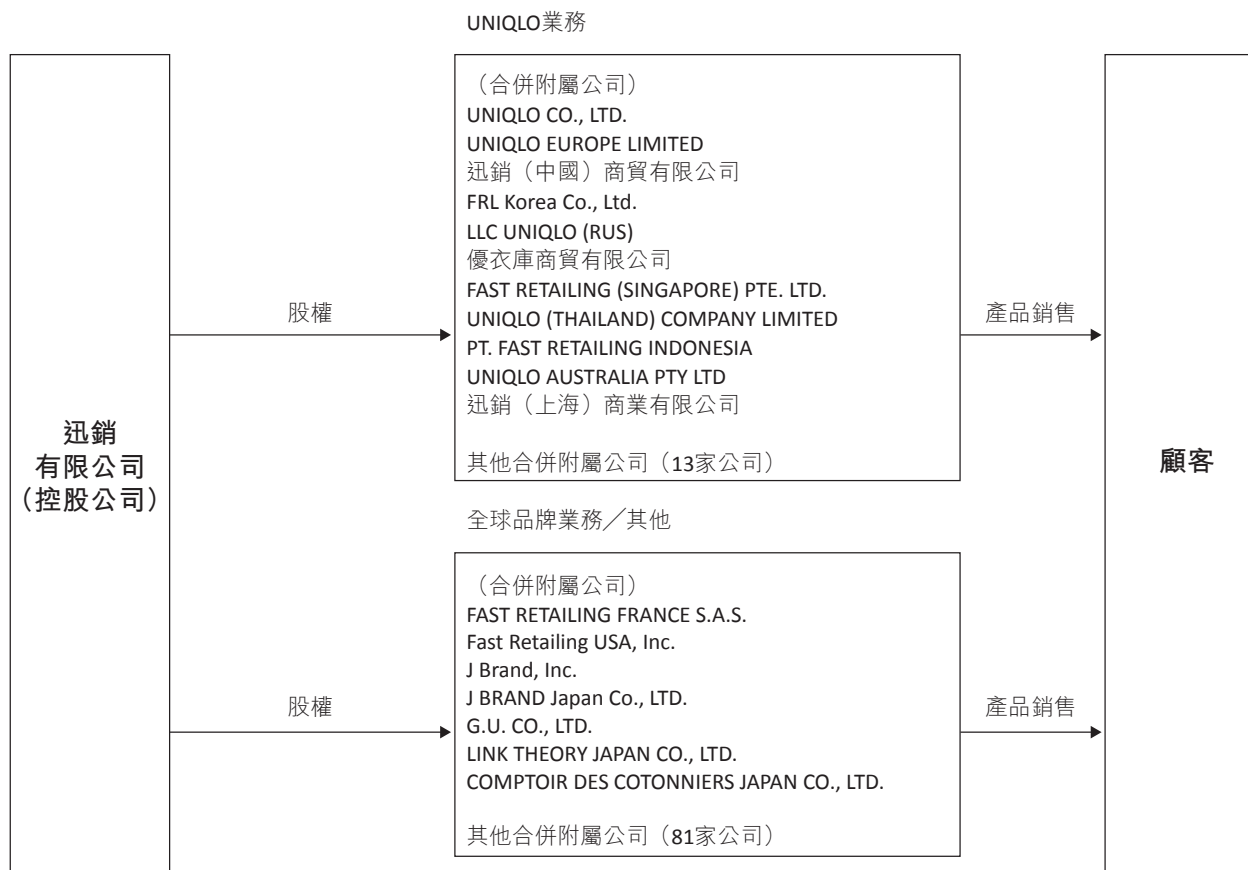 UNIQLO業務
迅銷
有限公司
（控股公司）
股權
（合併附屬公司）
UNIQLO CO., LTD.
UNIQLO EUROPE LIMITED
迅銷（中國）商貿有限公司
FRL Korea Co., Ltd.
LLC UNIQLO (RUS)
優衣庫商貿有限公司
FAST RETAILING (SINGAPORE) PTE. LTD.
UNIQLO (THAILAND) COMPANY LIMITED
PT. FAST RETAILING INDONESIA
UNIQLO AUSTRALIA PTY LTD
迅銷（上海）商業有限公司
其他合併附屬公司（13家公司）
產品銷售
顧客
全球品牌業務／其他
股權
（合併附屬公司）
FAST RETAILING FRANCE S.A.S.
Fast Retailing USA, Inc.
J Brand, Inc.
J BRAND Japan Co., LTD.
G.U. CO., LTD.
LINK THEORY JAPAN CO., LTD.
COMPTOIR DES COTONNIERS JAPAN CO., LTD.
其他合併附屬公司（81家公司）
產品銷售